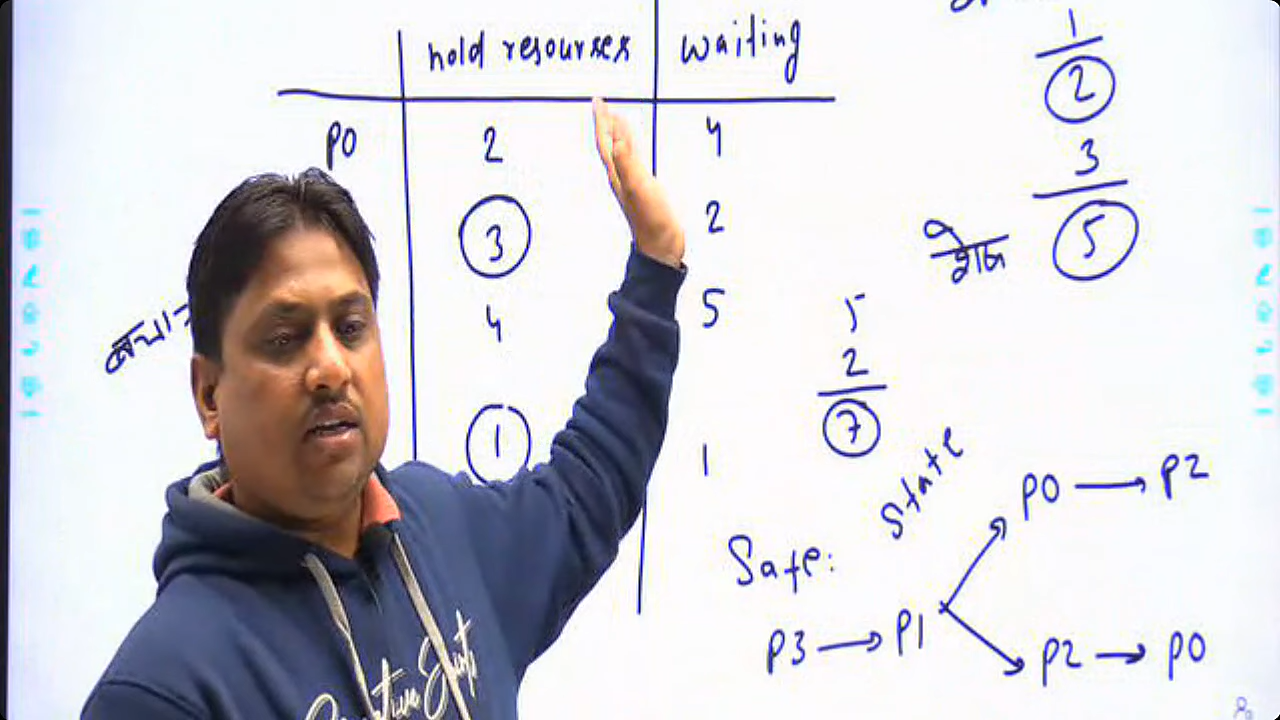 hold resourses waiting
P0 2 4
3 2
4 5
1 1
1
2
3
5
शेज
5
2
7
Safe: state
P3 → P1
P0 → P2
P2 → P0